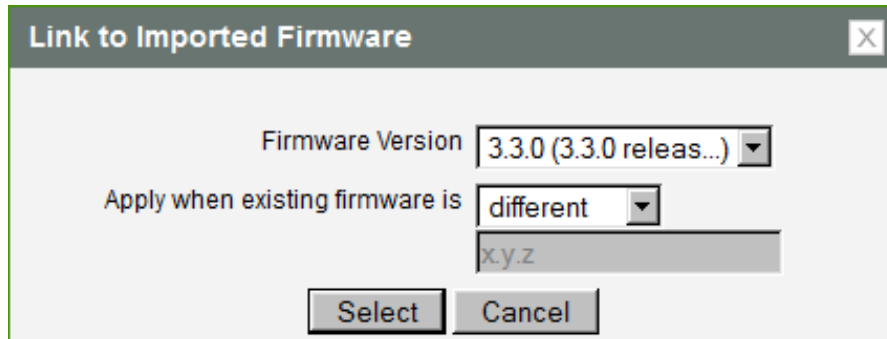 Link to Imported Firmware X
Firmware Version 3.3.0 (3.3.0 releas...)
Apply when existing firmware is different
x.y.z
Select Cancel